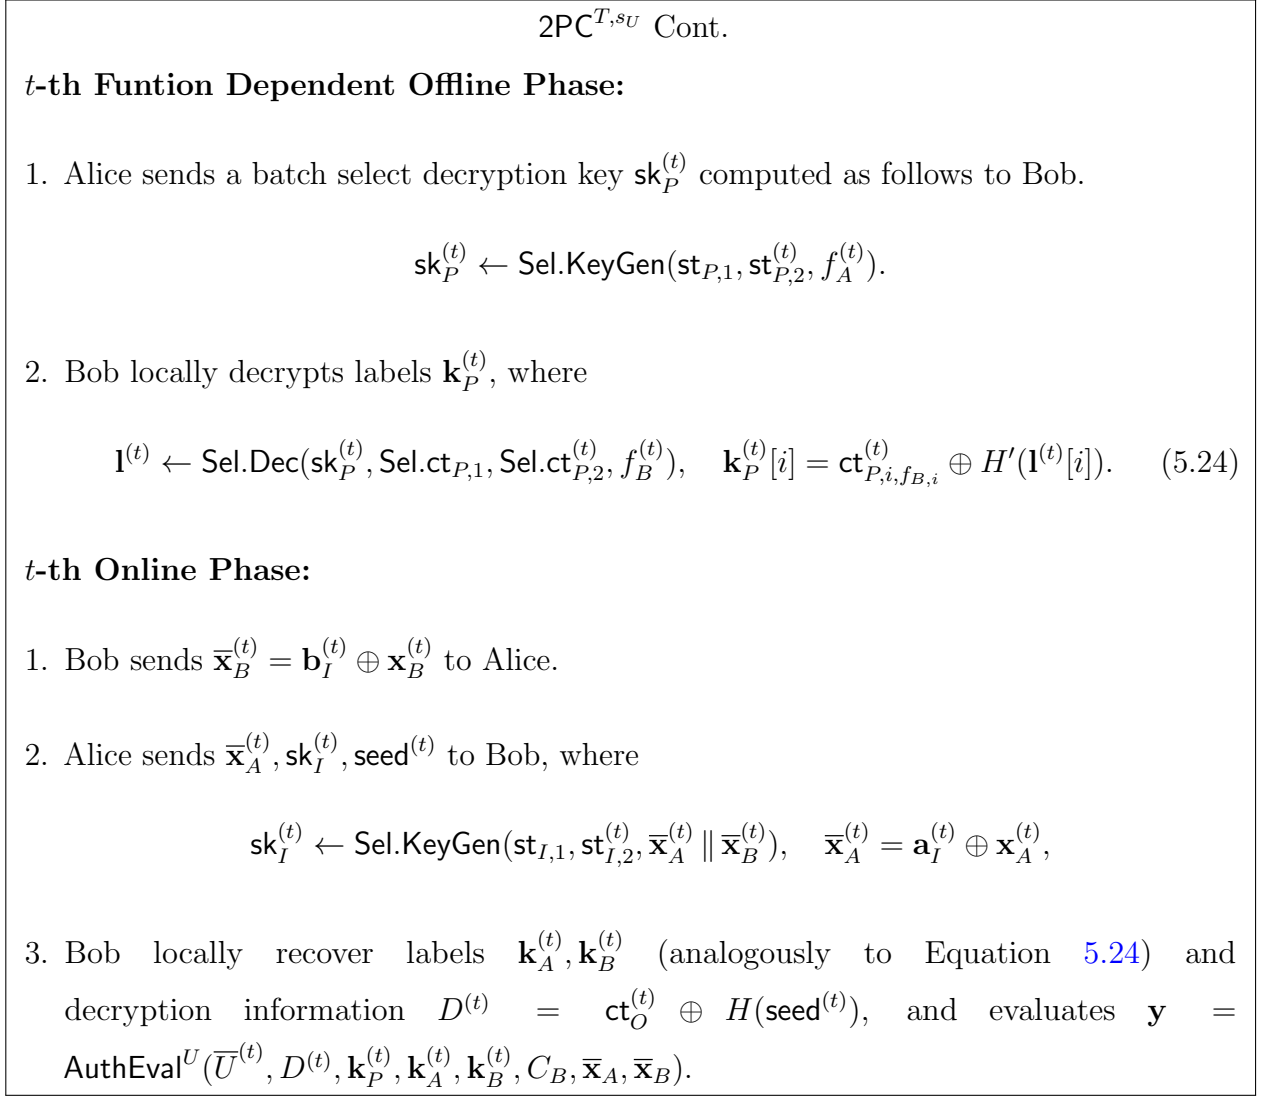 2PC^{T,s_U} Cont.
t-th Funtion Dependent Offline Phase:
1. Alice sends a batch select decryption key sk_P^{(t)} computed as follows to Bob.
sk_P^{(t)} ← Sel.KeyGen(st_{P,1}, st_{P,2}^{(t)}, f_A^{(t)}).
2. Bob locally decrypts labels k_P^{(t)}, where
l^{(t)} ← Sel.Dec(sk_P^{(t)}, Sel.ct_{P,1}, Sel.ct_{P,2}^{(t)}, f_B^{(t)}), k_P^{(t)}[i] = ct_{P,i,f_{B,i}}^{(t)} ⊕ H′(l^{(t)}[i]). (5.24)
t-th Online Phase:
1. Bob sends x̅_B^{(t)} = b_I^{(t)} ⊕ x_B^{(t)} to Alice.
2. Alice sends x̅_A^{(t)}, sk_I^{(t)}, seed^{(t)} to Bob, where
sk_I^{(t)} ← Sel.KeyGen(st_{I,1}, st_{I,2}^{(t)}, x̅_A^{(t)} ∥ x̅_B^{(t)}), x̅_A^{(t)} = a_I^{(t)} ⊕ x_A^{(t)},
3. Bob locally recover labels k_A^{(t)}, k_B^{(t)} (analogously to Equation 5.24) and
decryption information D^{(t)} = ct_O^{(t)} ⊕ H(seed^{(t)}), and evaluates y =
AuthEval^U(U̅^{(t)}, D^{(t)}, k_P^{(t)}, k_A^{(t)}, k_B^{(t)}, C_B, x̅_A, x̅_B).